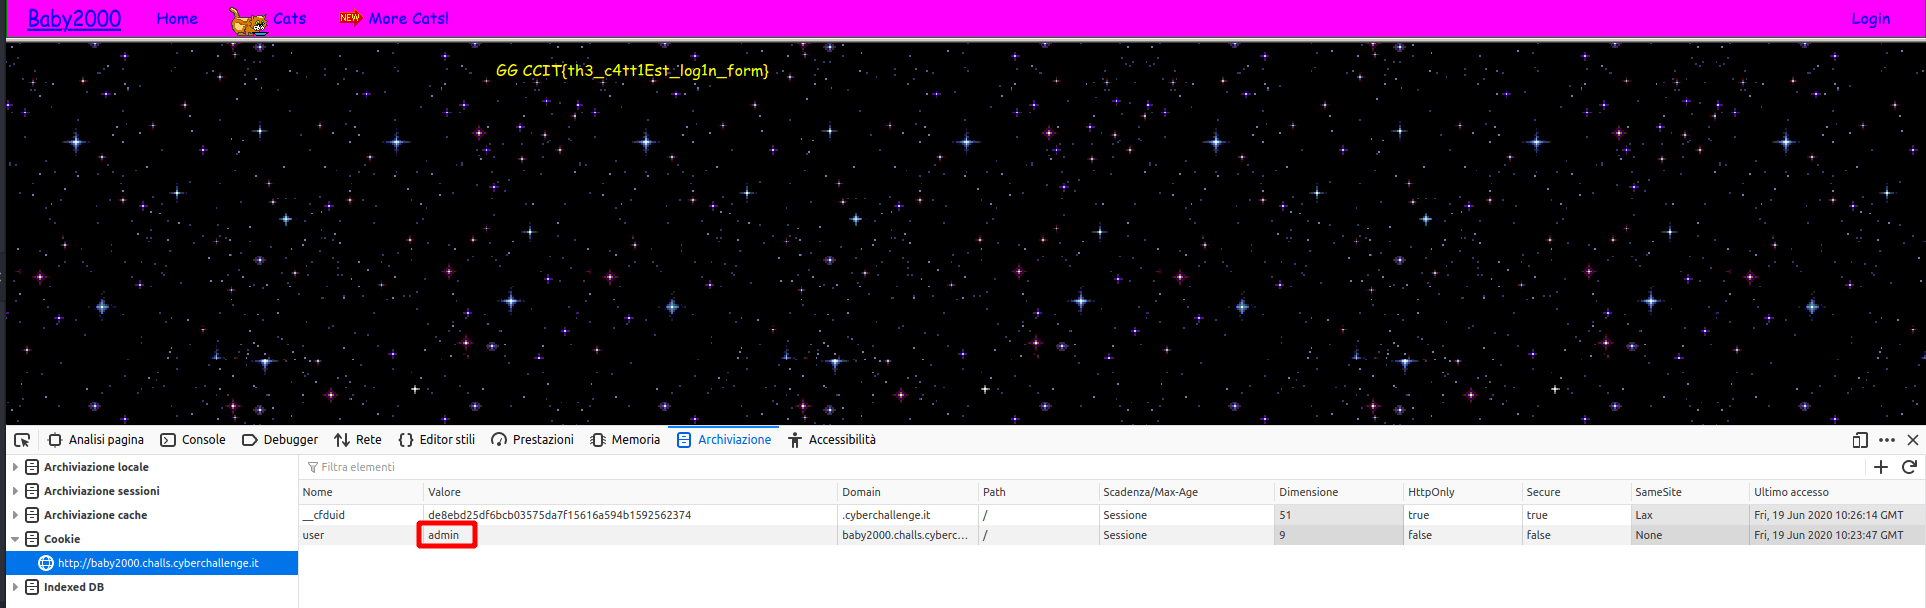 Baby2000 Home Cats NEW More Cats! Login
GG CCIT{th3_c4tt1Est_log1n_form}
Analisi pagina Console Debugger Rete Editor stili Prestazioni Memoria Archiviazione Accessibilità
Archiviazione locale
Archiviazione sessioni
Archiviazione cache
Cookie
http://baby2000.challs.cyberchallenge.it
Indexed DB
Filtra elementi
Nome Valore Domain Path Scadenza/Max-Age Dimensione HttpOnly Secure SameSite Ultimo accesso
__cfduid de8ebd25df6bcb03575da7f15616a594b1592562374 .cyberchallenge.it / Sessione 51 true true Lax Fri, 19 Jun 2020 10:26:14 GMT
user admin baby2000.challs.cyberc... / Sessione 9 false false None Fri, 19 Jun 2020 10:23:47 GMT